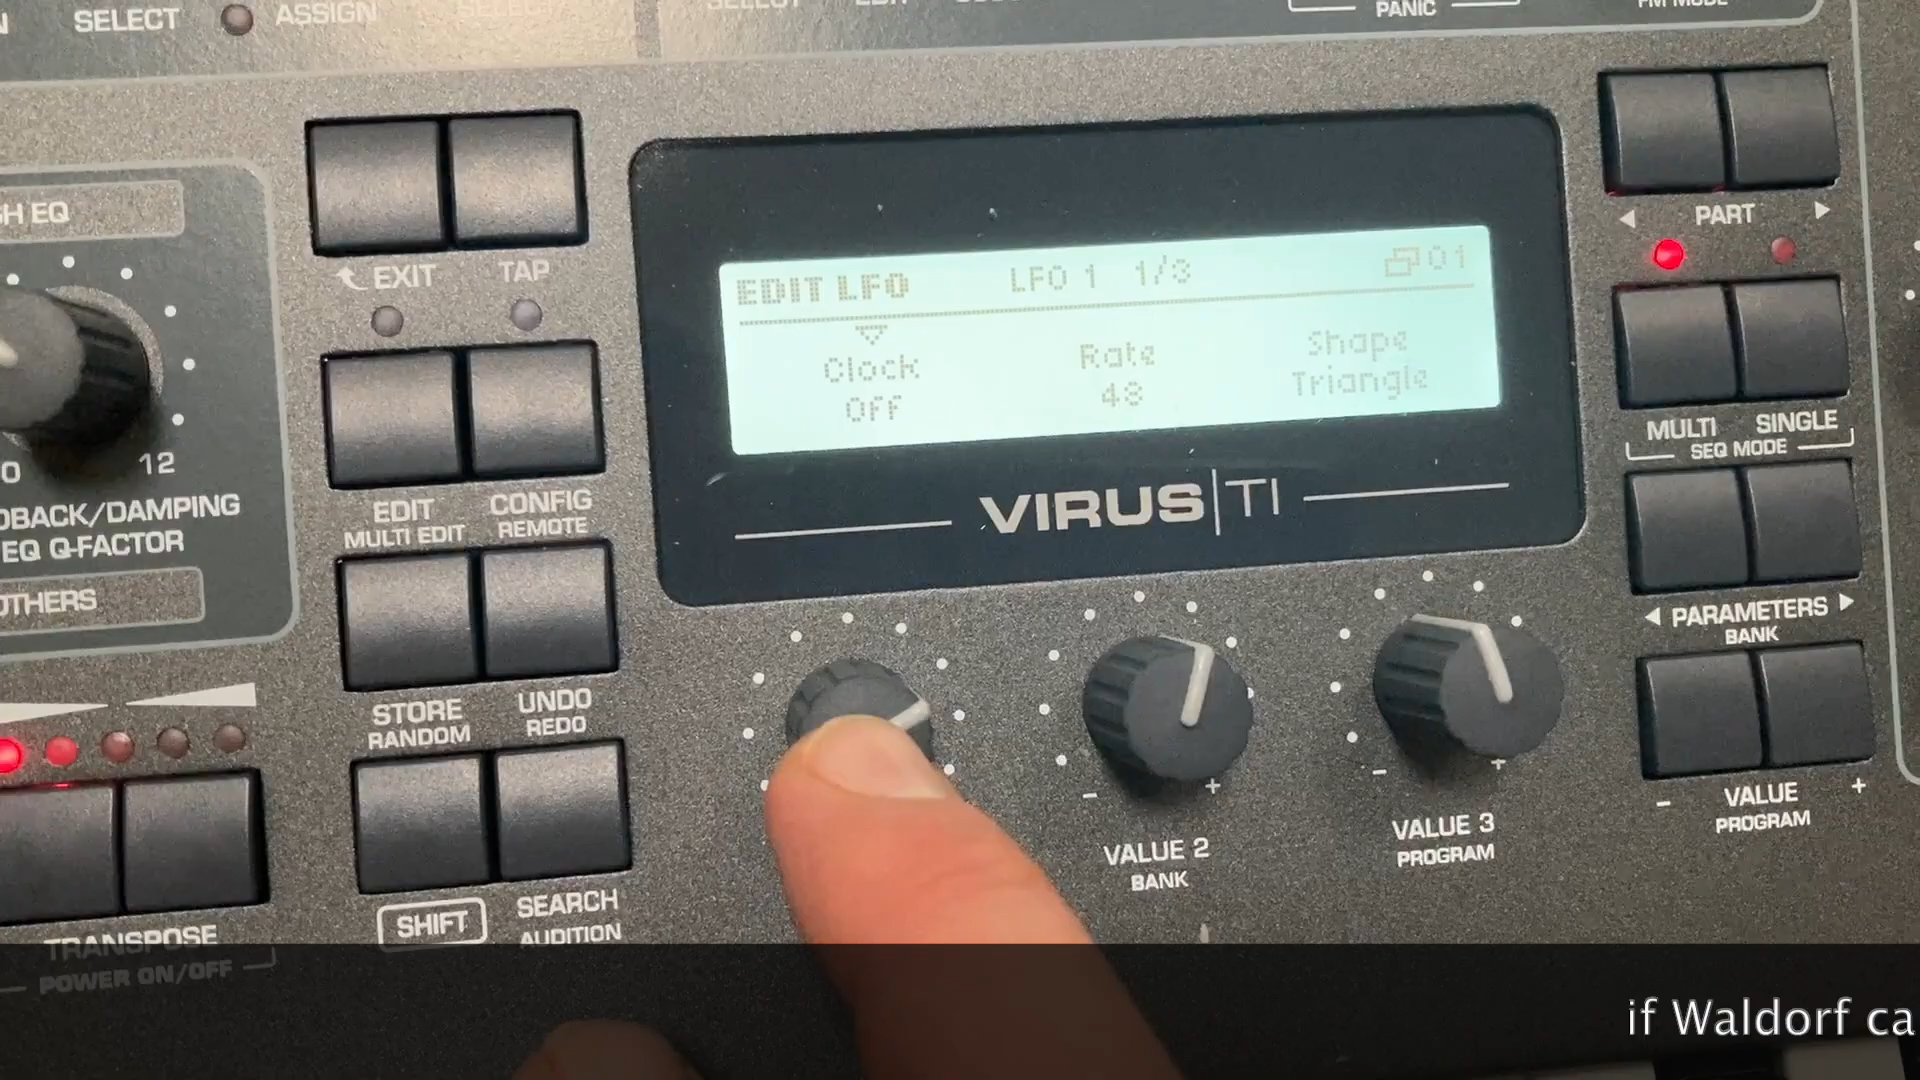 SELECT
ASSIGN
PANIC
FM MODE
EQ
EXIT
TAP
EDIT LFO LFO 1 1/3 01
Clock Rate Shape
Off 48 Triangle
VIRUS|TI
PART
MULTI SINGLE
SEQ MODE
12
/DAMPING
EQ Q-FACTOR
EDIT CONFIG
MULTI EDIT REMOTE
PARAMETERS
BANK
STORE UNDO
RANDOM REDO
- + - +
VALUE 2 VALUE 3
BANK PROGRAM
- VALUE +
PROGRAM
SHIFT
SEARCH
AUDITION
TRANSPOSE
POWER ON/OFF
if Waldorf ca